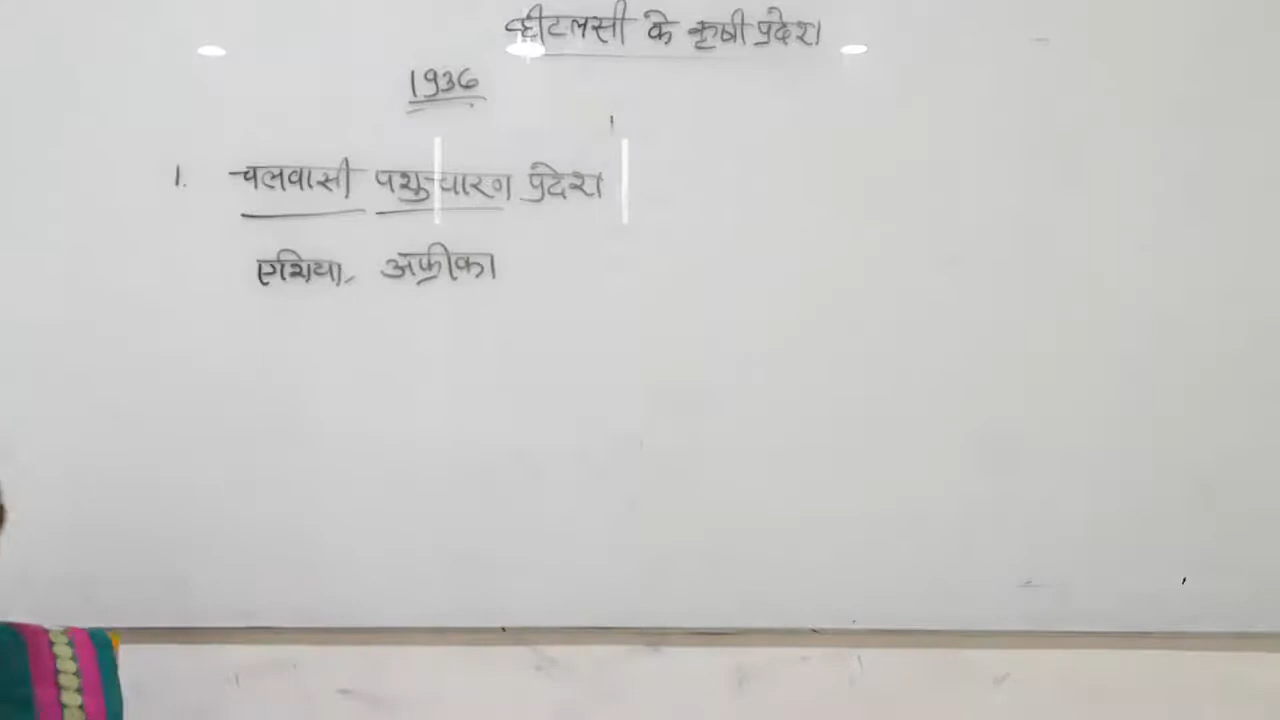 व्हीटलसी के कृषी प्रदेश
1936
1. चलवासी पशुचारण प्रदेश
एशिया, अफ्रीका